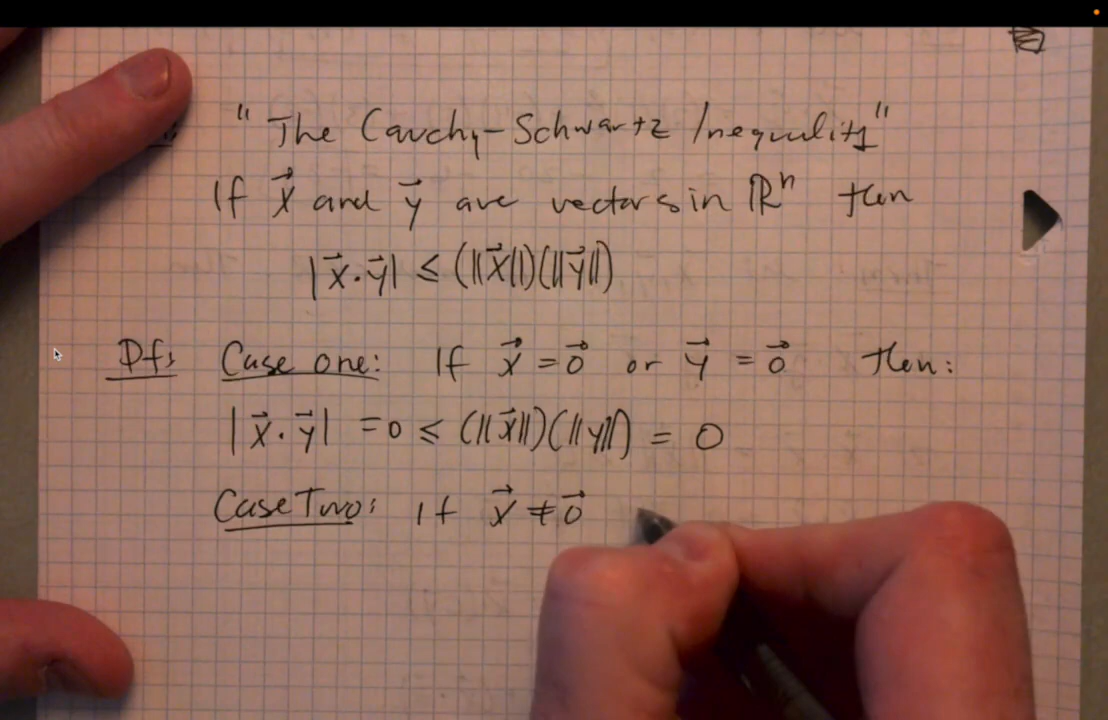 "The Cauchy-Schwartz Inequality"
If x⃗ and y⃗ are vectors in ℝⁿ then
|x⃗·y⃗| ≤ (||x⃗||)(||y⃗||)
Pf: Case one: If x⃗ = 0⃗ or y⃗ = 0⃗ then:
|x⃗·y⃗| = 0 ≤ (||x⃗||)(||y||) = 0
Case Two: If x⃗ ≠ 0⃗